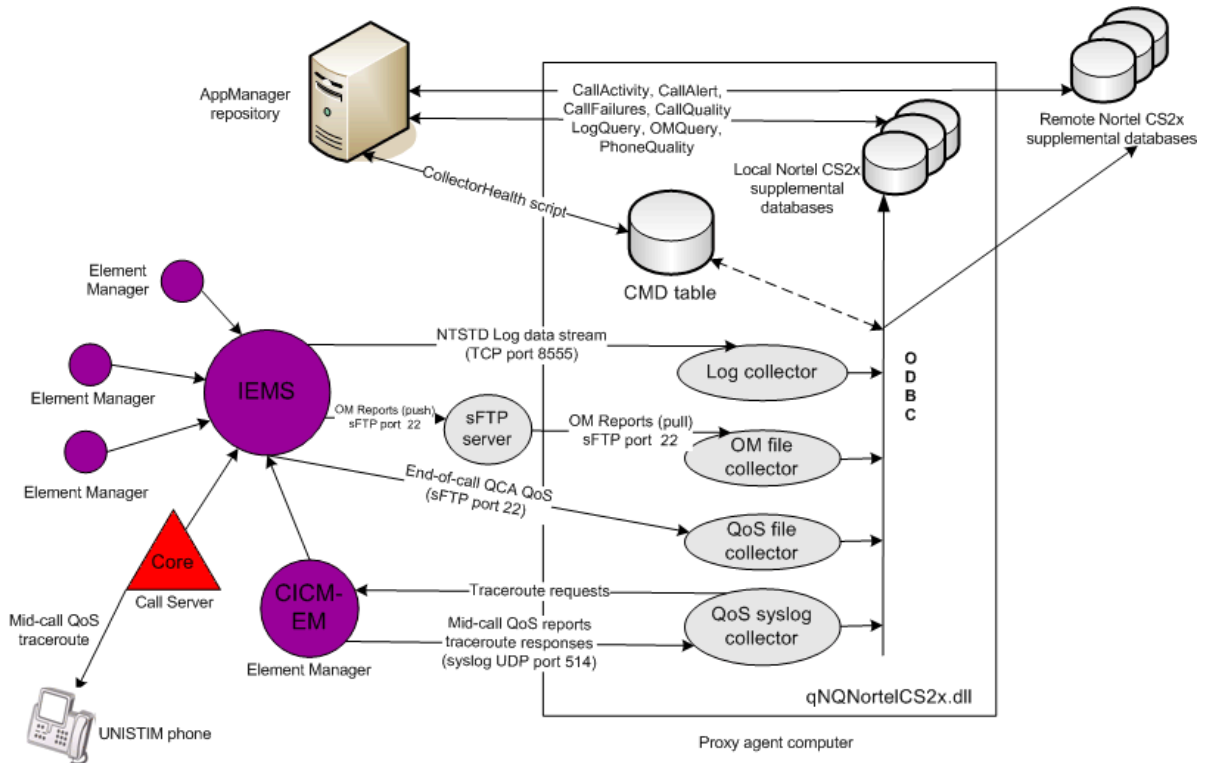 AppManager
repository
CallActivity, CallAlert,
CallFailures, CallQuality
LogQuery, OMQuery,
PhoneQuality
Remote Nortel CS2x
supplemental databases
Local Nortel CS2x
supplemental
databases
CollectorHealth script
CMD table
Element
Manager
NTSTD Log data stream
(TCP port 8555)
Log collector
O
D
B
C
Element Manager
IEMS
OM Reports (push)
sFTP port 22
sFTP
server
OM Reports (pull)
sFTP port 22
OM file
collector
Element Manager
End-of-call QCA QoS
(sFTP port 22)
QoS file
collector
Core
Call Server
CICM-
EM
Element Manager
Traceroute requests
QoS syslog
collector
Mid-call QoS reports
traceroute responses
(syslog UDP port 514)
Mid-call QoS
traceroute
UNISTIM phone
qNQNortelCS2x.dll
Proxy agent computer